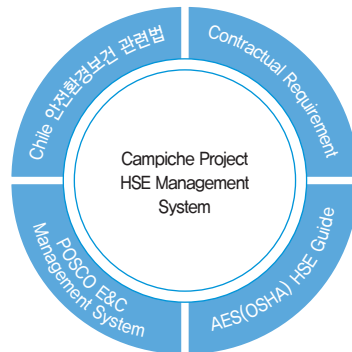 Chile 안전환경보건 관련법
Contractual Requirement
Campiche Project
HSE Management
System
POSCO E&C
Management System
AES(OSHA) HSE Guide